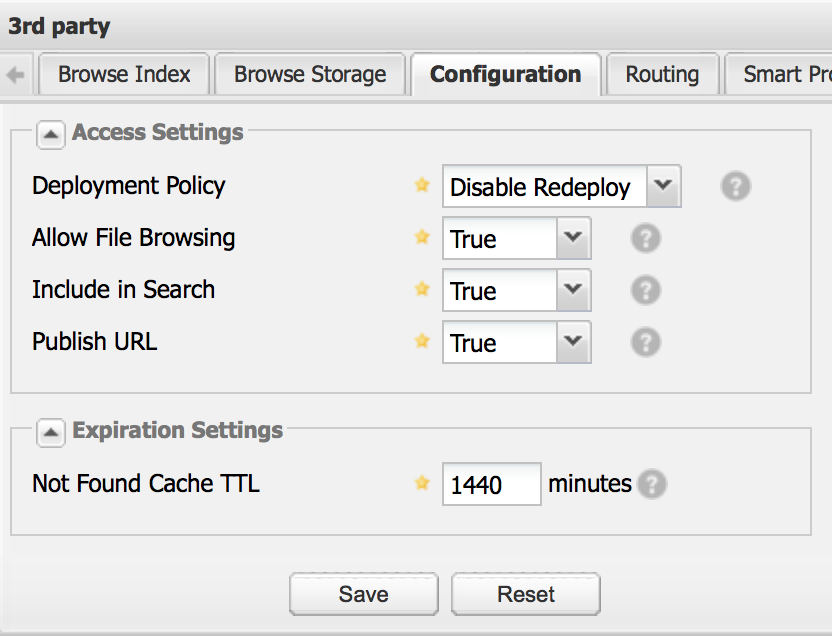 3rd party
Browse Index Browse Storage Configuration Routing Smart Pro
Access Settings
Deployment Policy Disable Redeploy ?
Allow File Browsing True ?
Include in Search True ?
Publish URL True ?
Expiration Settings
Not Found Cache TTL 1440 minutes ?
Save Reset